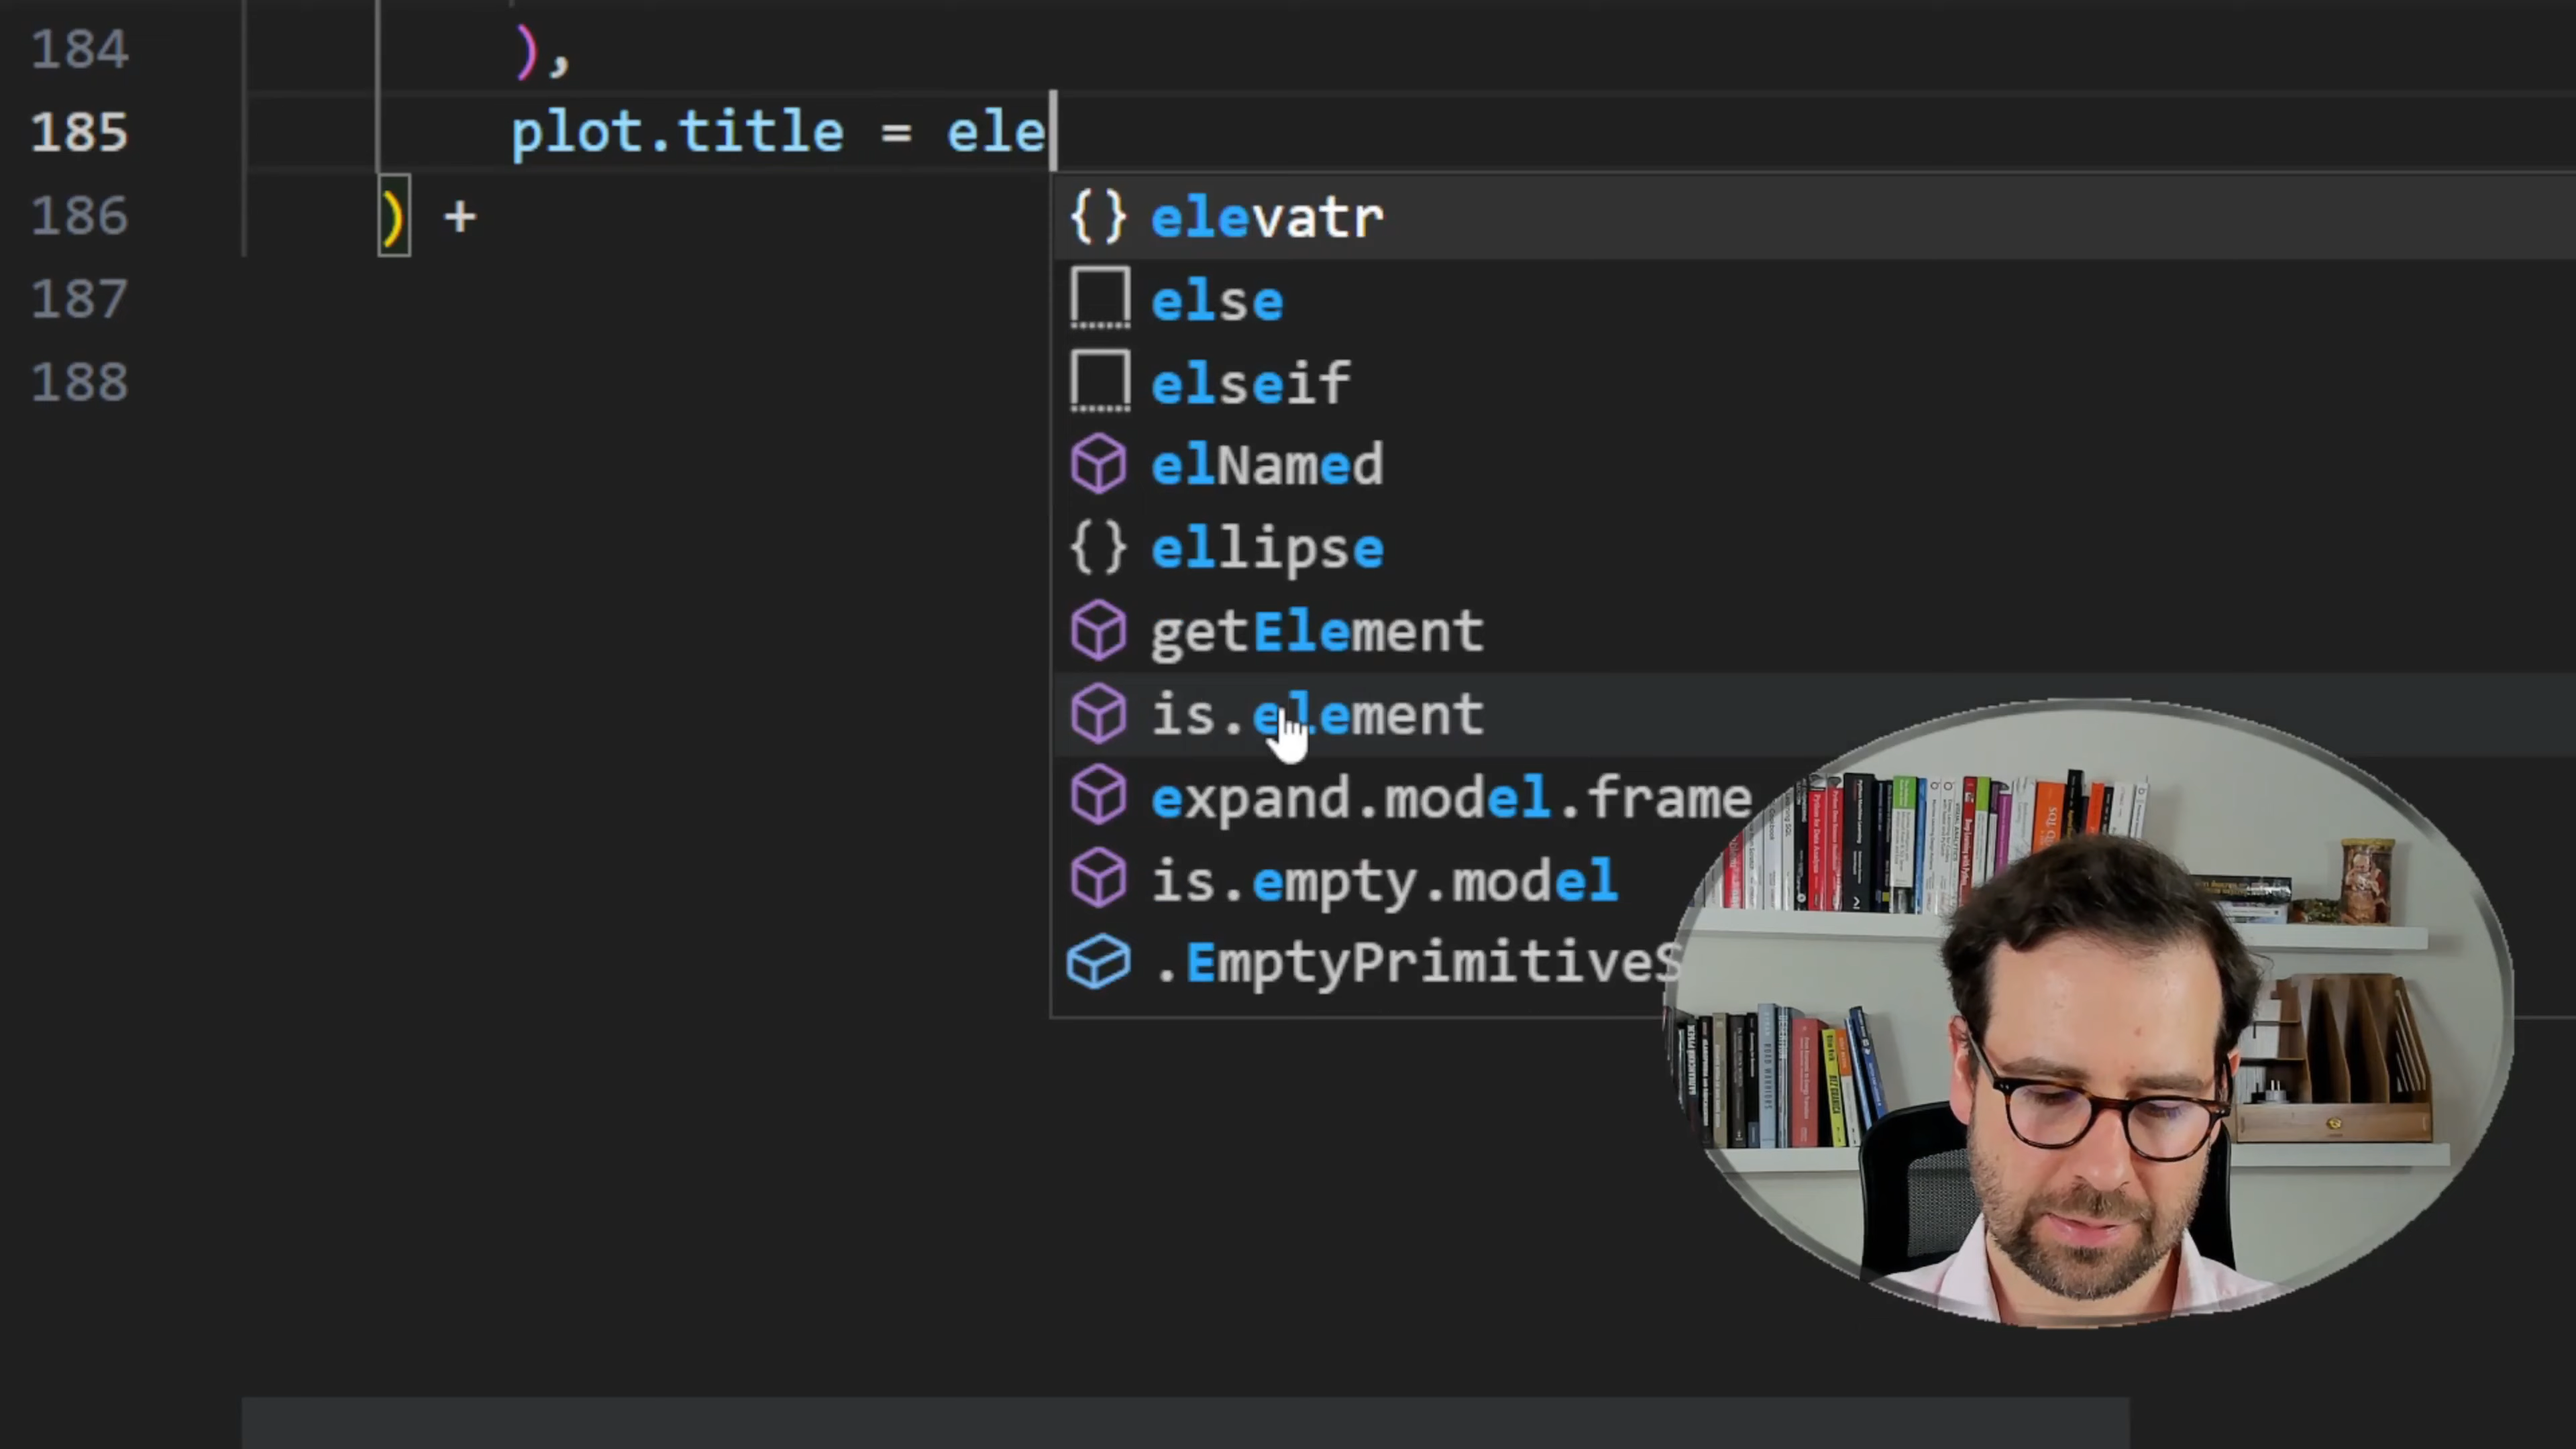 184 ),
185 plot.title = ele
186 ) +
187
188
{} elevatr
else
elseif
elNamed
{} ellipse
getElement
is.element
expand.model.frame
is.empty.model
.EmptyPrimitiveS